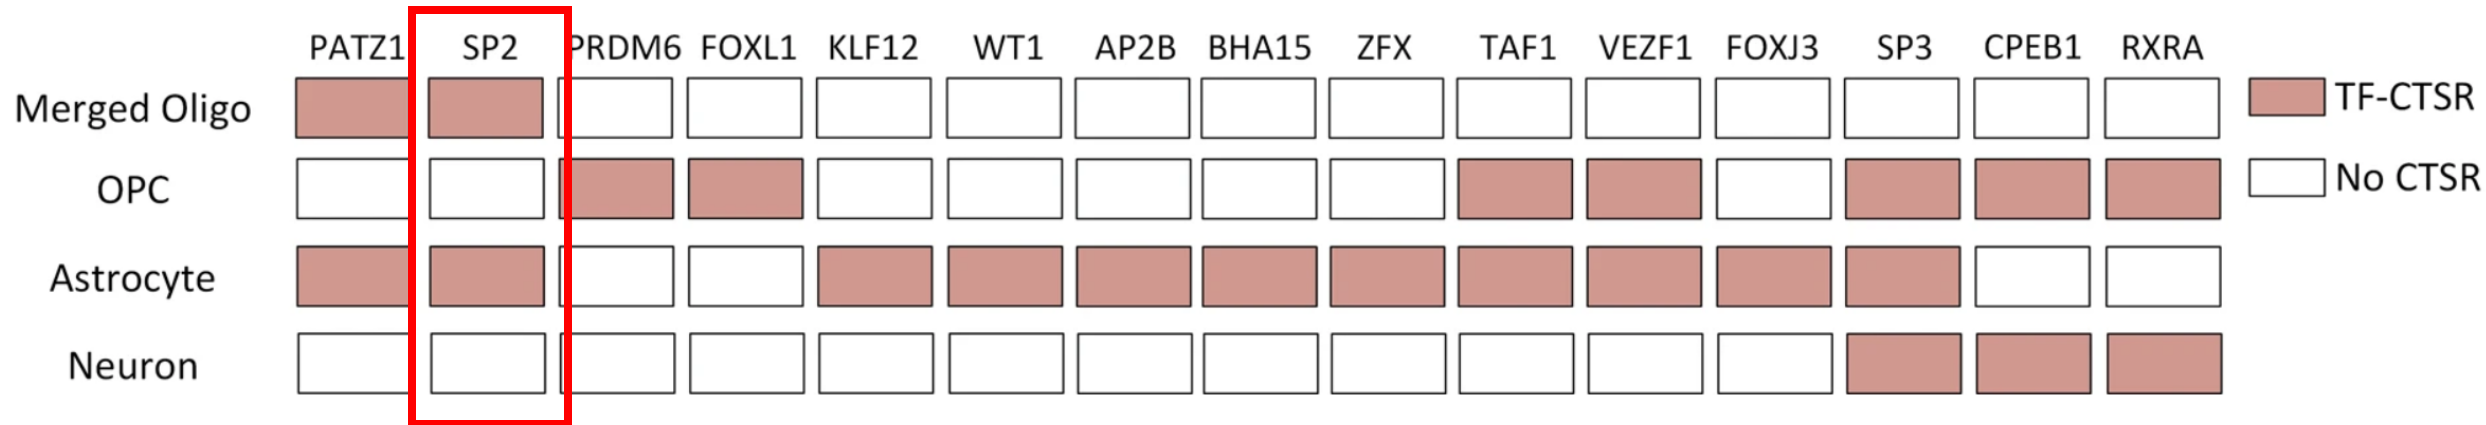 PATZ1 SP2 PRDM6 FOXL1 KLF12 WT1 AP2B BHA15 ZFX TAF1 VEZF1 FOXJ3 SP3 CPEB1 RXRA
Merged Oligo
OPC
Astrocyte
Neuron
TF-CTSR
No CTSR